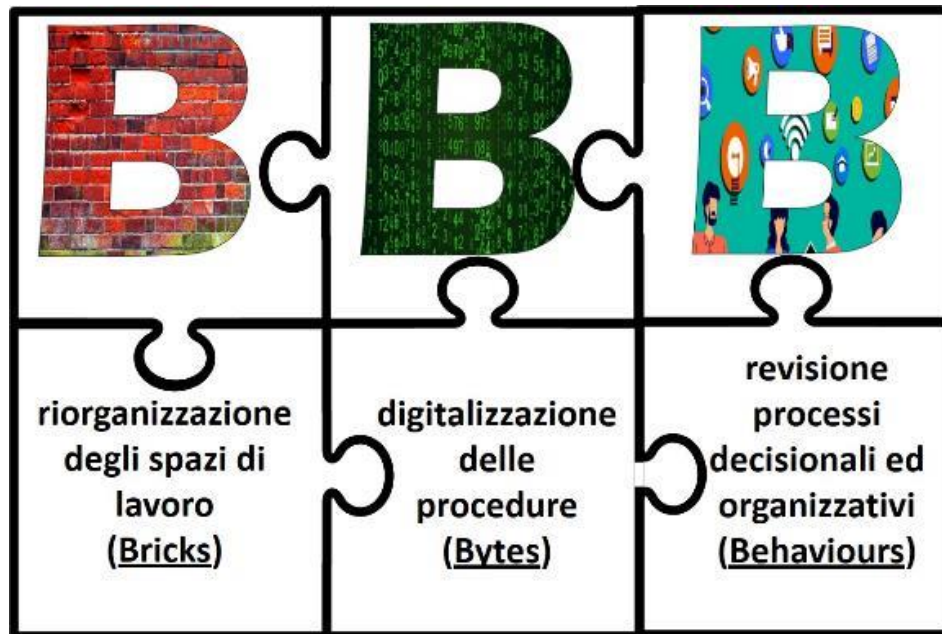 B
B
B
riorganizzazione
degli spazi di
lavoro
(Bricks)
digitalizzazione
delle
procedure
(Bytes)
revisione
processi
decisionali ed
organizzativi
(Behaviours)